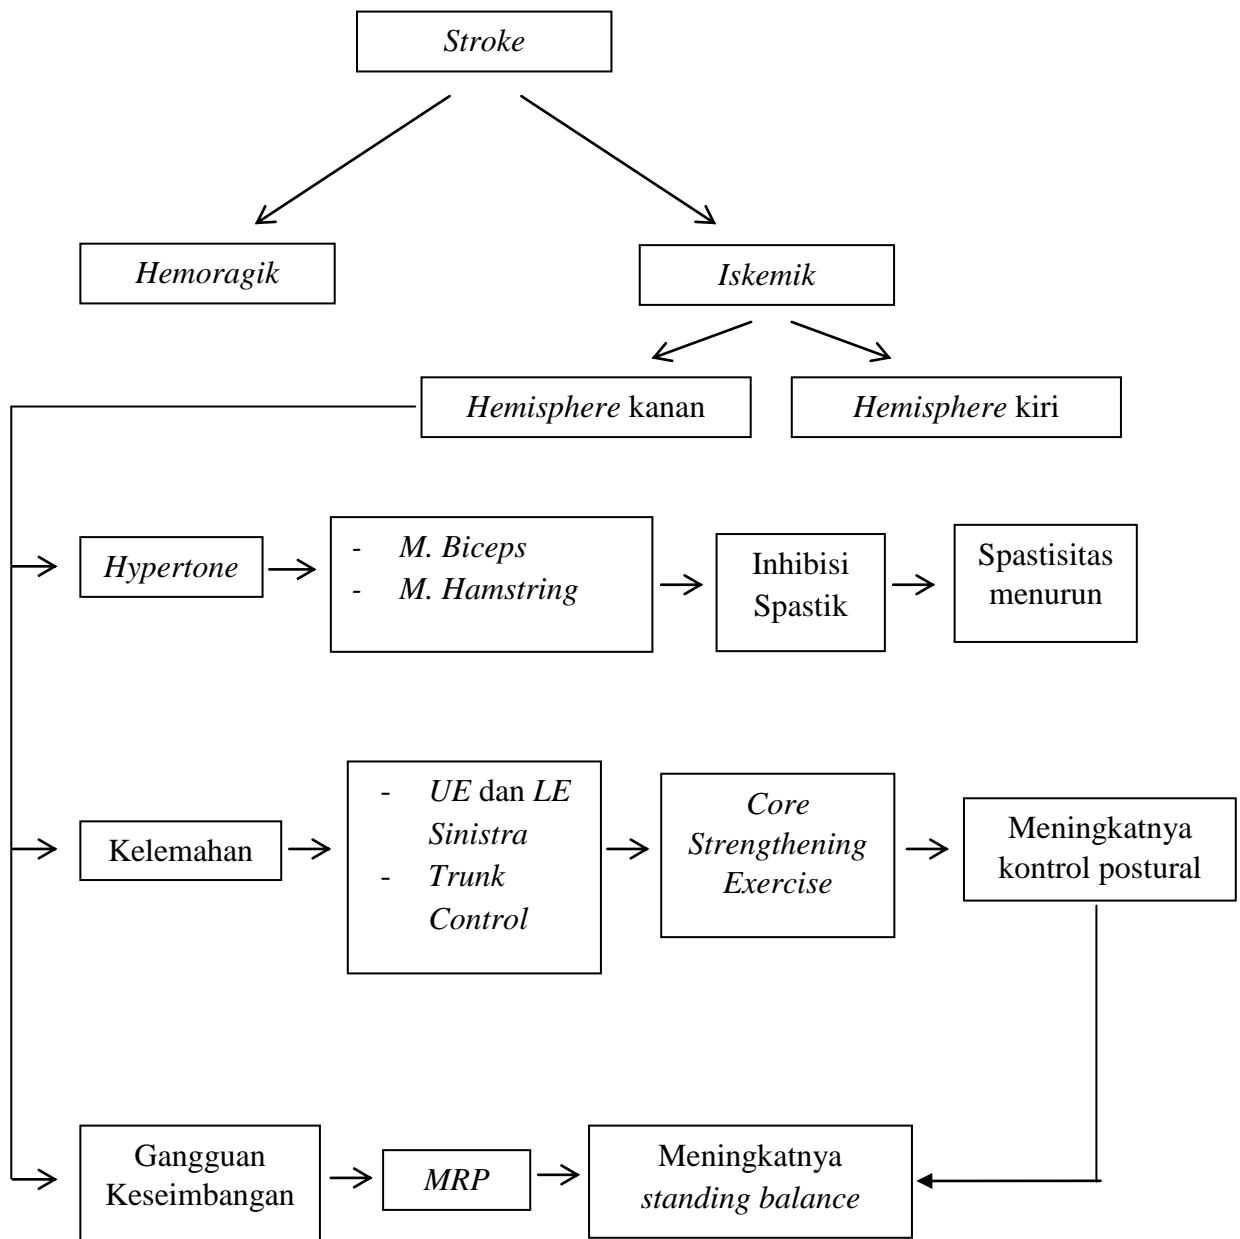 Stroke
Hemoragik
Iskemik
Hemisphere kanan
Hemisphere kiri
Hypertone
- M. Biceps
- M. Hamstring
Inhibisi
Spastik
Spastisitas
menurun
Kelemahan
- UE dan LE
Sinistra
- Trunk
Control
Core
Strengthening
Exercise
Meningkatnya
kontrol postural
Gangguan
Keseimbangan
MRP
Meningkatnya
standing balance